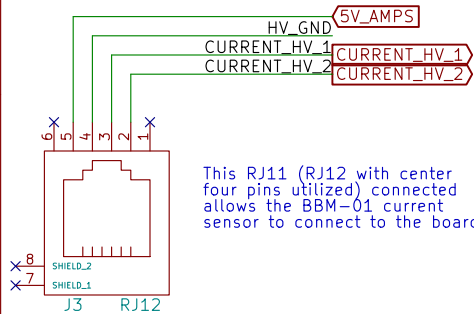 5V_AMPS
HV_GND
CURRENT_HV_1
CURRENT_HV_1
CURRENT_HV_2
CURRENT_HV_2
6
5
4
3
2
1
This RJ11 (RJ12 with center
four pins utilized) connected
allows the BBM-01 current
sensor to connect to the board
8
SHIELD_2
7
SHIELD_1
J3
RJ12